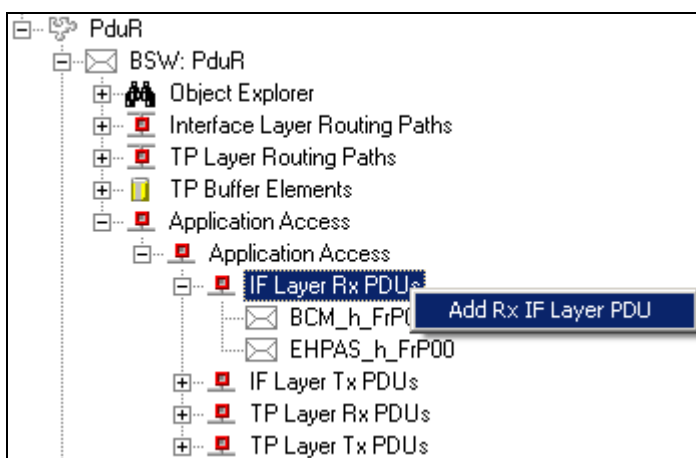 PduR
BSW: PduR
Object Explorer
Interface Layer Routing Paths
TP Layer Routing Paths
TP Buffer Elements
Application Access
Application Access
IF Layer Rx PDUs
Add Rx IF Layer PDU
EHPAS_h_FrP00
IF Layer Tx PDUs
TP Layer Rx PDUs
TP Layer Tx PDUs